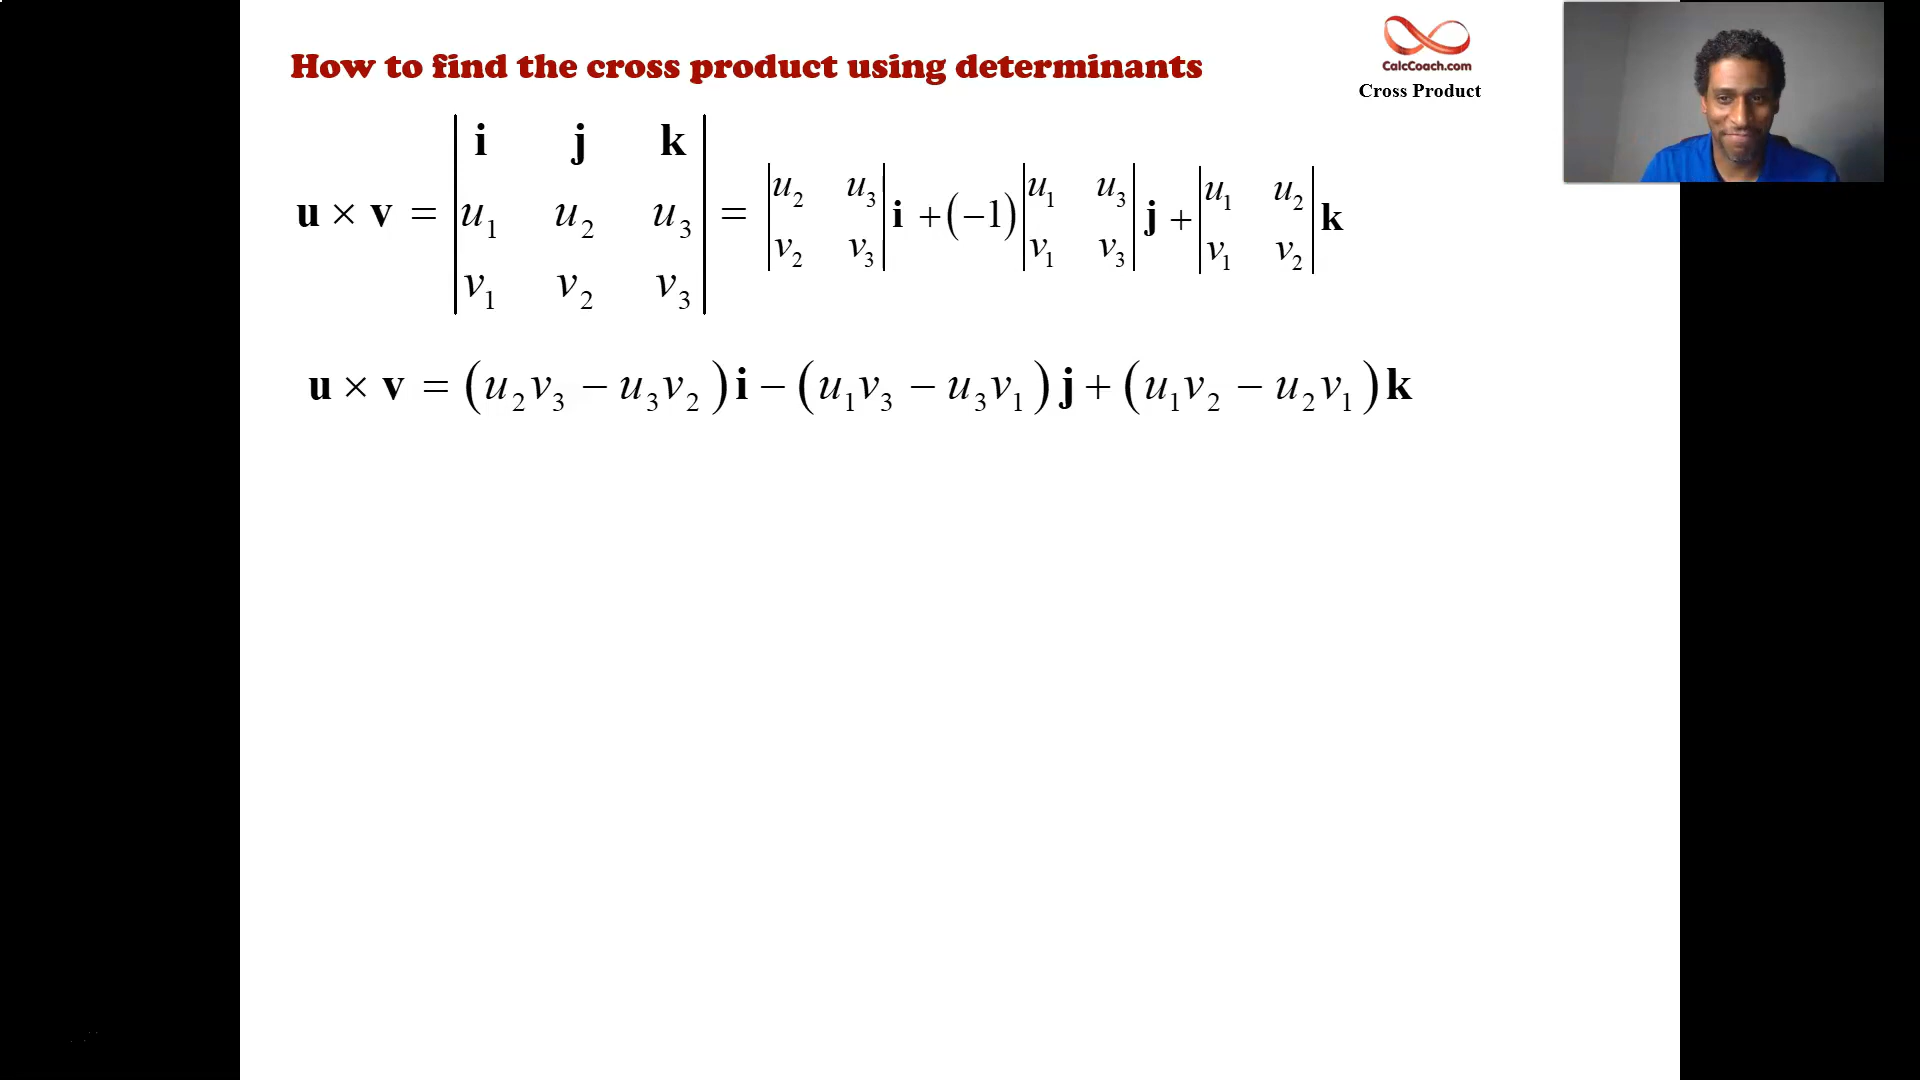 How to find the cross product using determinants
CalcCoach.com
Cross Product
u × v = | i j k | = | u₂ u₃ | i + (−1) | u₁ u₃ | j + | u₁ u₂ | k
| u₁ u₂ u₃ | | v₂ v₃ | | v₁ v₃ | | v₁ v₂ |
| v₁ v₂ v₃ |
u × v = (u₂v₃ − u₃v₂) i − (u₁v₃ − u₃v₁) j + (u₁v₂ − u₂v₁) k